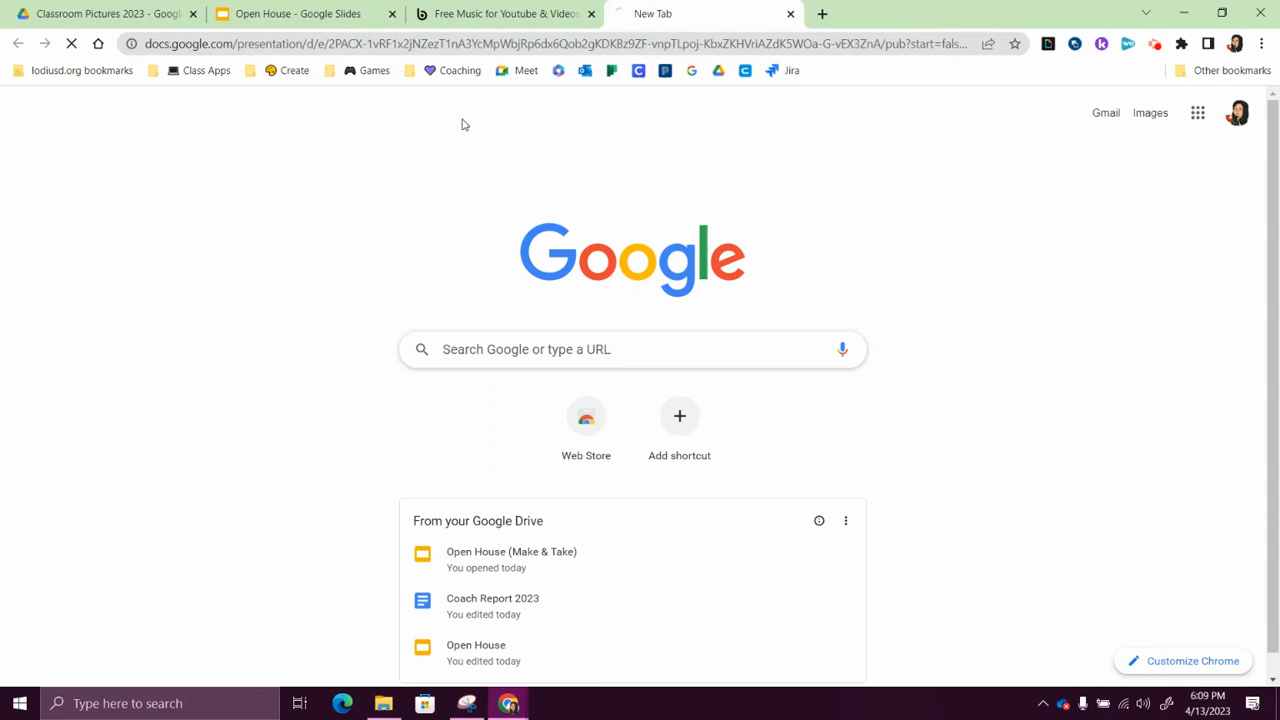 Classroom Pictures 2023 - Googl
Open House - Google Slides
Free Music for Youtube & Videos
New Tab
docs.google.com/presentation/d/e/2PACX-1vRF1x2jNZezT1nA3YcMpWbjRp6dx6Qob2gKDKBz9ZF-vnpTLpoj-KbxZKHVriAZdK5WOa-G-vEX3ZnA/pub?start=fals...
lodiusd.org bookmarks
Class Apps
Create
Games
Coaching
Meet
Jira
Other bookmarks
Gmail
Images
Google
Search Google or type a URL
Web Store
Add shortcut
From your Google Drive
Open House (Make & Take)
You opened today
Coach Report 2023
You edited today
Open House
You edited today
Customize Chrome
Type here to search
6:09 PM
4/13/2023